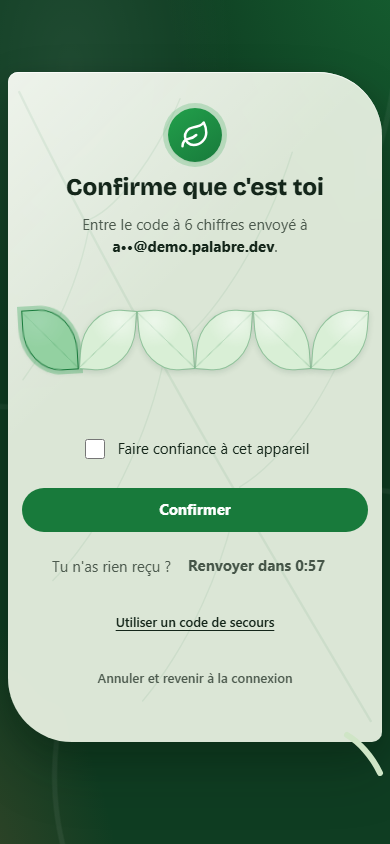 Confirme que c'est toi
Entre le code à 6 chiffres envoyé à
a••@demo.palabre.dev.
Faire confiance à cet appareil
Confirmer
Tu n'as rien reçu ? Renvoyer dans 0:57
Utiliser un code de secours
Annuler et revenir à la connexion